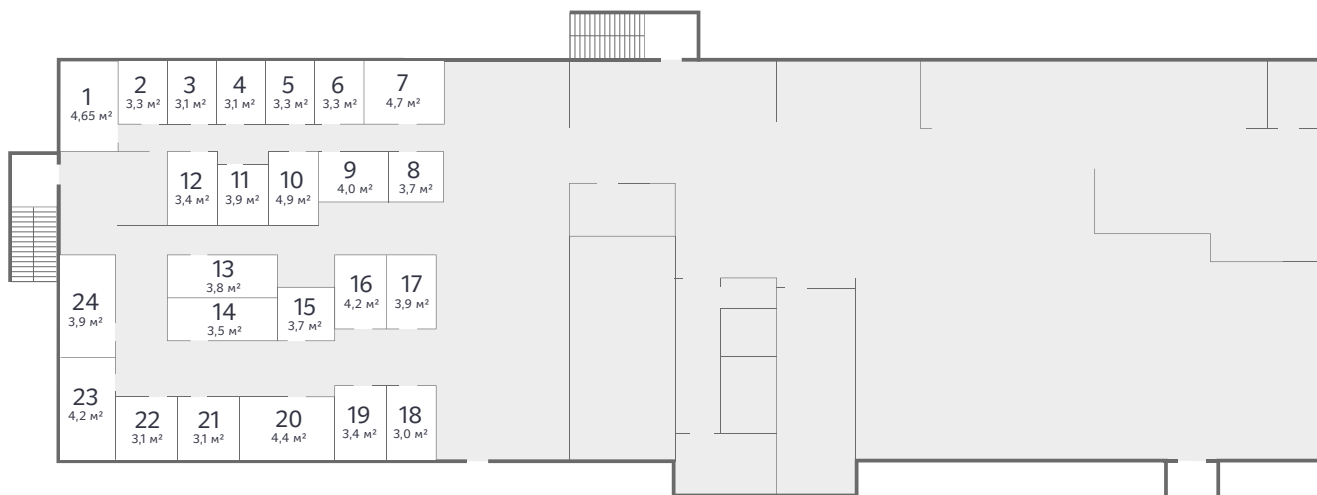 1
4,65 м²
2
3,3 м²
3
3,1 м²
4
3,1 м²
5
3,3 м²
6
3,3 м²
7
4,7 м²
12
3,4 м²
11
3,9 м²
10
4,9 м²
9
4,0 м²
8
3,7 м²
13
3,8 м²
14
3,5 м²
15
3,7 м²
16
4,2 м²
17
3,9 м²
24
3,9 м²
23
4,2 м²
22
3,1 м²
21
3,1 м²
20
4,4 м²
19
3,4 м²
18
3,0 м²